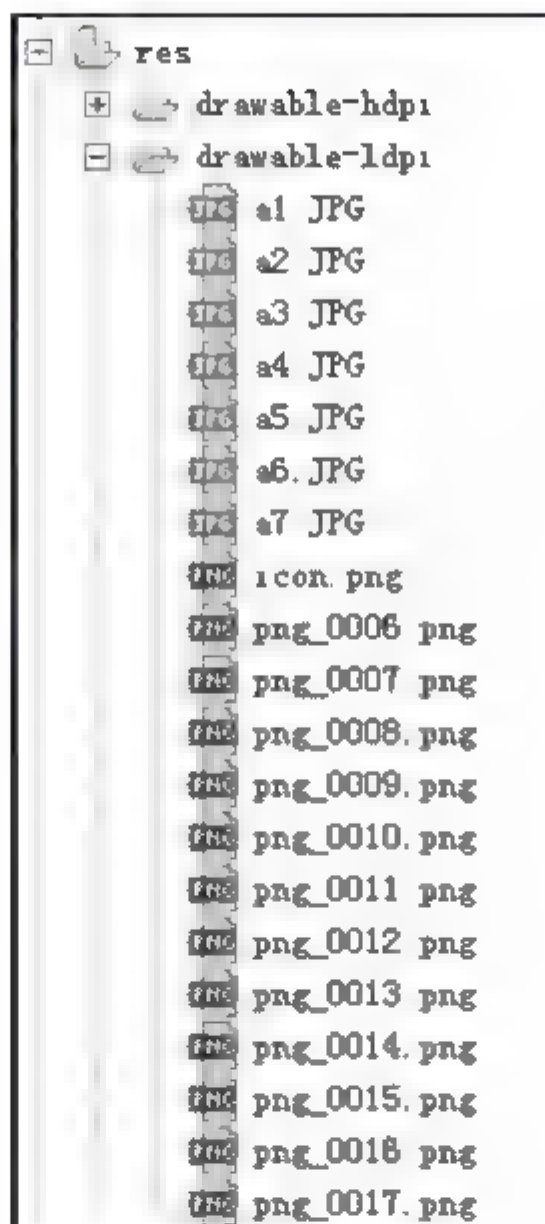 res
drawable-hdpi
drawable-ldpi
a1 JPG
a2 JPG
a3 JPG
a4 JPG
a5 JPG
a6.JPG
a7 JPG
icon.png
png_0006 png
png_0007 png
png_0008.png
png_0009.png
png_0010.png
png_0011 png
png_0012 png
png_0013 png
png_0014.png
png_0015.png
png_0016 png
png_0017.png